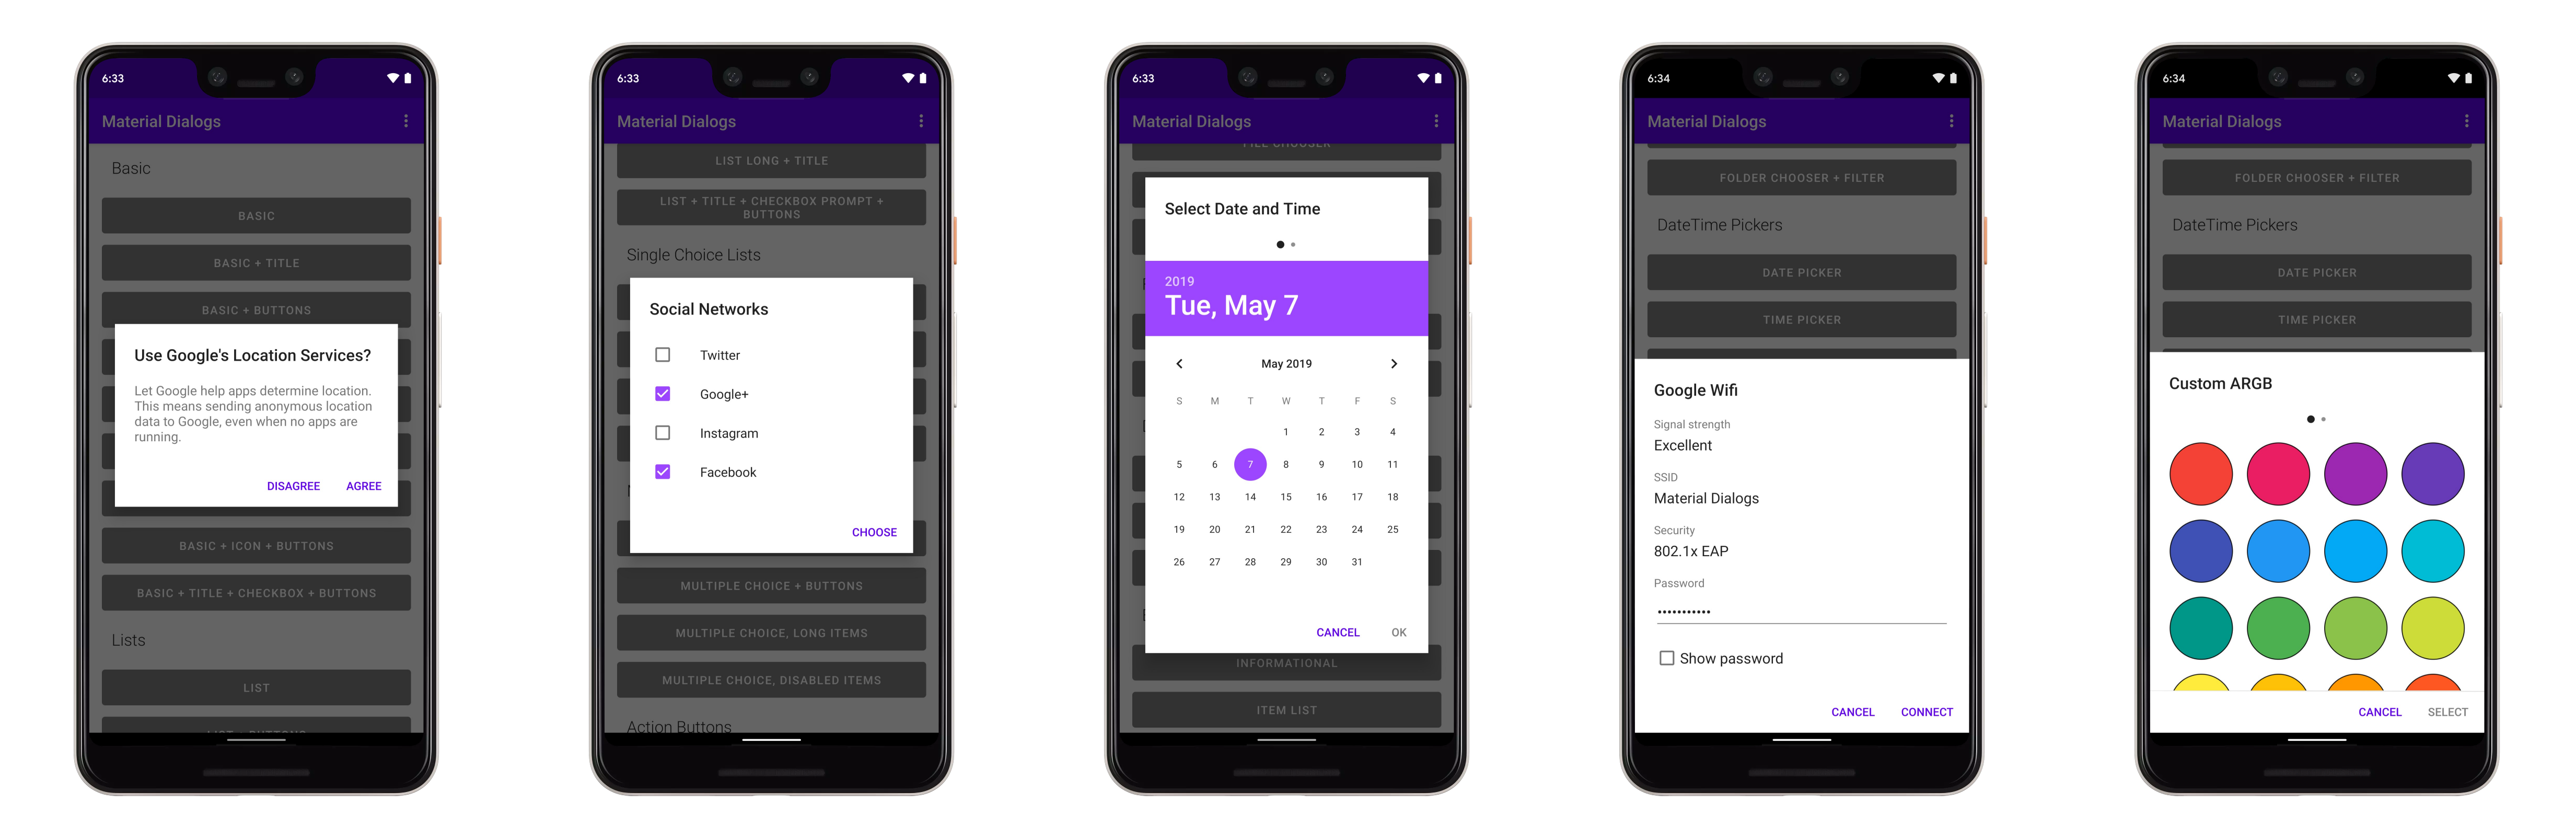 6:33
Material Dialogs
Basic
BASIC
BASIC + TITLE
BASIC + BUTTONS
Use Google's Location Services?
Let Google help apps determine location.
This means sending anonymous location
data to Google, even when no apps are
running.
DISAGREE AGREE
BASIC + ICON + BUTTONS
BASIC + TITLE + CHECKBOX + BUTTONS
Lists
LIST
LIST + BUTTONS
6:33
Material Dialogs
LIST LONG + TITLE
LIST + TITLE + CHECKBOX PROMPT +
BUTTONS
Single Choice Lists
Social Networks
Twitter
Google+
Instagram
Facebook
CHOOSE
MULTIPLE CHOICE + BUTTONS
MULTIPLE CHOICE, LONG ITEMS
MULTIPLE CHOICE, DISABLED ITEMS
Action Buttons
6:33
Material Dialogs
FILE CHOOSER
Select Date and Time
2019
Tue, May 7
May 2019
S M T W T F S
1 2 3 4
5 6 7 8 9 10 11
12 13 14 15 16 17 18
19 20 21 22 23 24 25
26 27 28 29 30 31
CANCEL OK
INFORMATIONAL
ITEM LIST
6:34
Material Dialogs
FOLDER CHOOSER + FILTER
DateTime Pickers
DATE PICKER
TIME PICKER
Google Wifi
Signal strength
Excellent
SSID
Material Dialogs
Security
802.1x EAP
Password
•••••••••••
Show password
CANCEL CONNECT
6:34
Material Dialogs
FOLDER CHOOSER + FILTER
DateTime Pickers
DATE PICKER
TIME PICKER
Custom ARGB
CANCEL SELECT